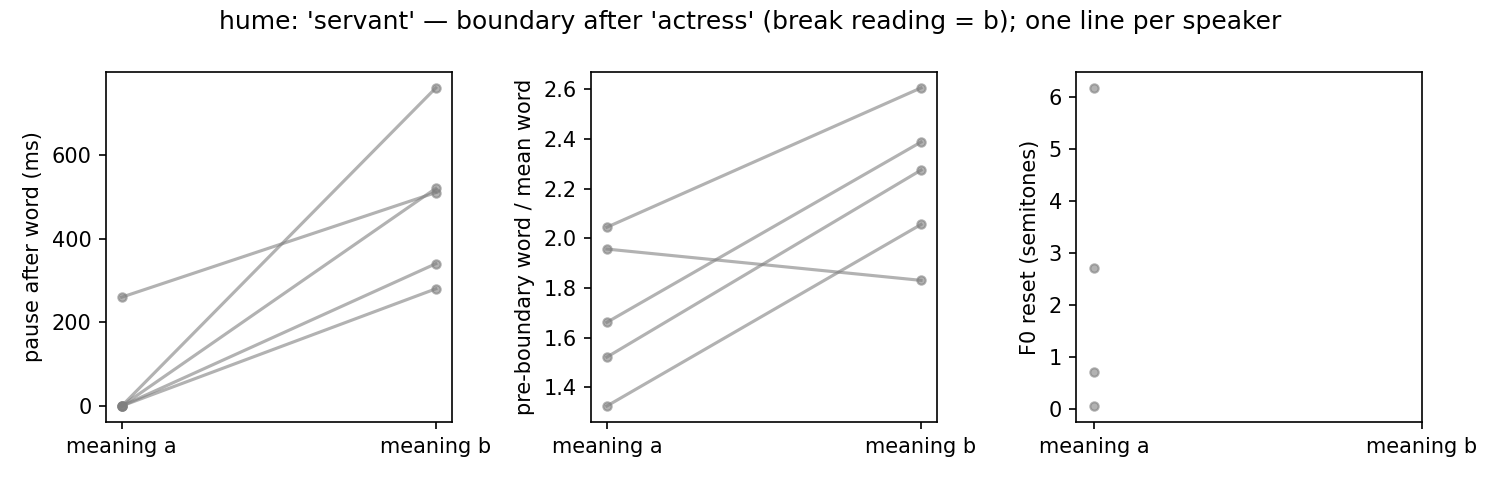 hume: 'servant' — boundary after 'actress' (break reading = b); one line per speaker
pause after word (ms)
600
400
200
0
meaning a
meaning b
pre-boundary word / mean word
2.6
2.4
2.2
2.0
1.8
1.6
1.4
meaning a
meaning b
F0 reset (semitones)
6
5
4
3
2
1
0
meaning a
meaning b